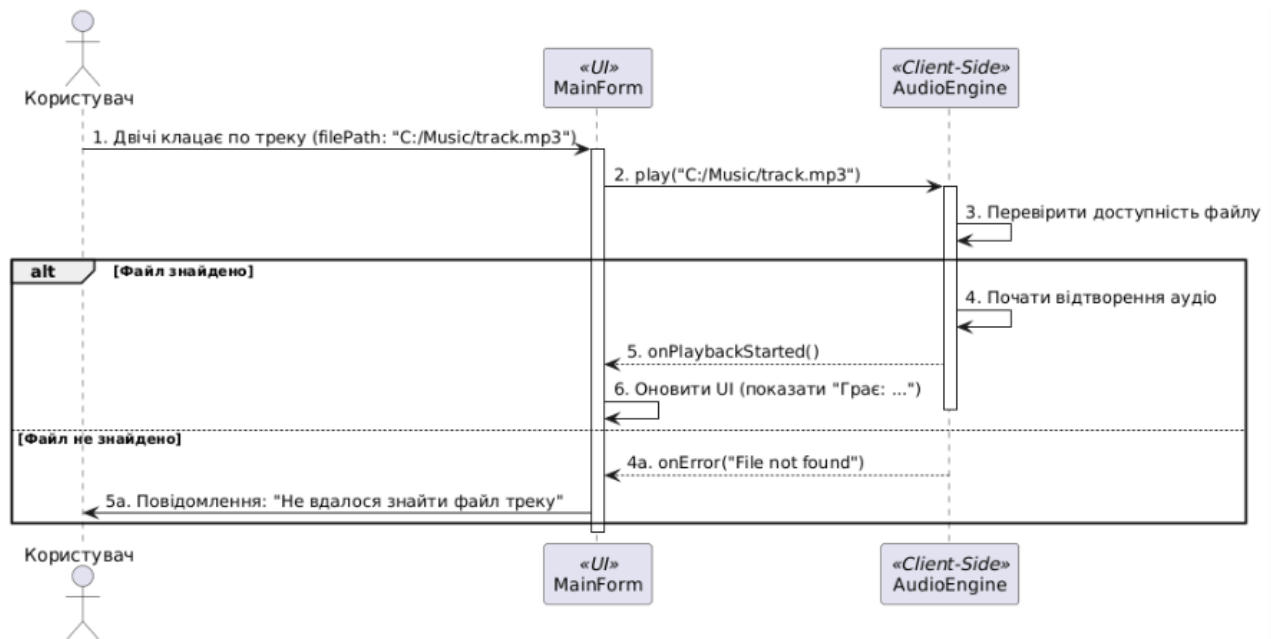 Користувач
«UI»
MainForm
«Client-Side»
AudioEngine
1. Двічі клацає по треку (filePath: "C:/Music/track.mp3")
2. play("C:/Music/track.mp3")
3. Перевірити доступність файлу
alt
[Файл знайдено]
4. Почати відтворення аудіо
5. onPlaybackStarted()
6. Оновити UI (показати "Грає: ...")
[Файл не знайдено]
4a. onError("File not found")
5a. Повідомлення: "Не вдалося знайти файл треку"
Користувач
«UI»
MainForm
«Client-Side»
AudioEngine